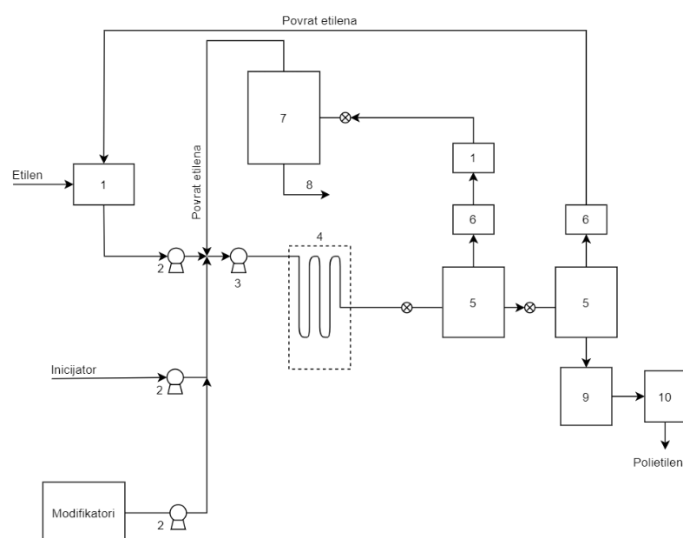 Povrat etilena
7
Povrat etilena
1
8
Etilen
1
6
6
4
2
3
5
5
Inicijator
2
9
10
Polietilen
Modifikatori
2